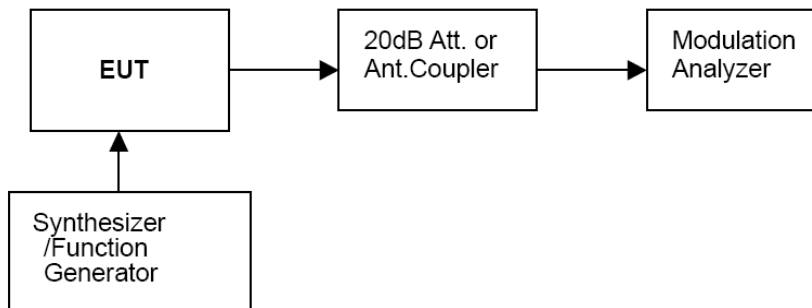 EUT
20dB Att. or
Ant.Coupler
Modulation
Analyzer
Synthesizer
/Function
Generator